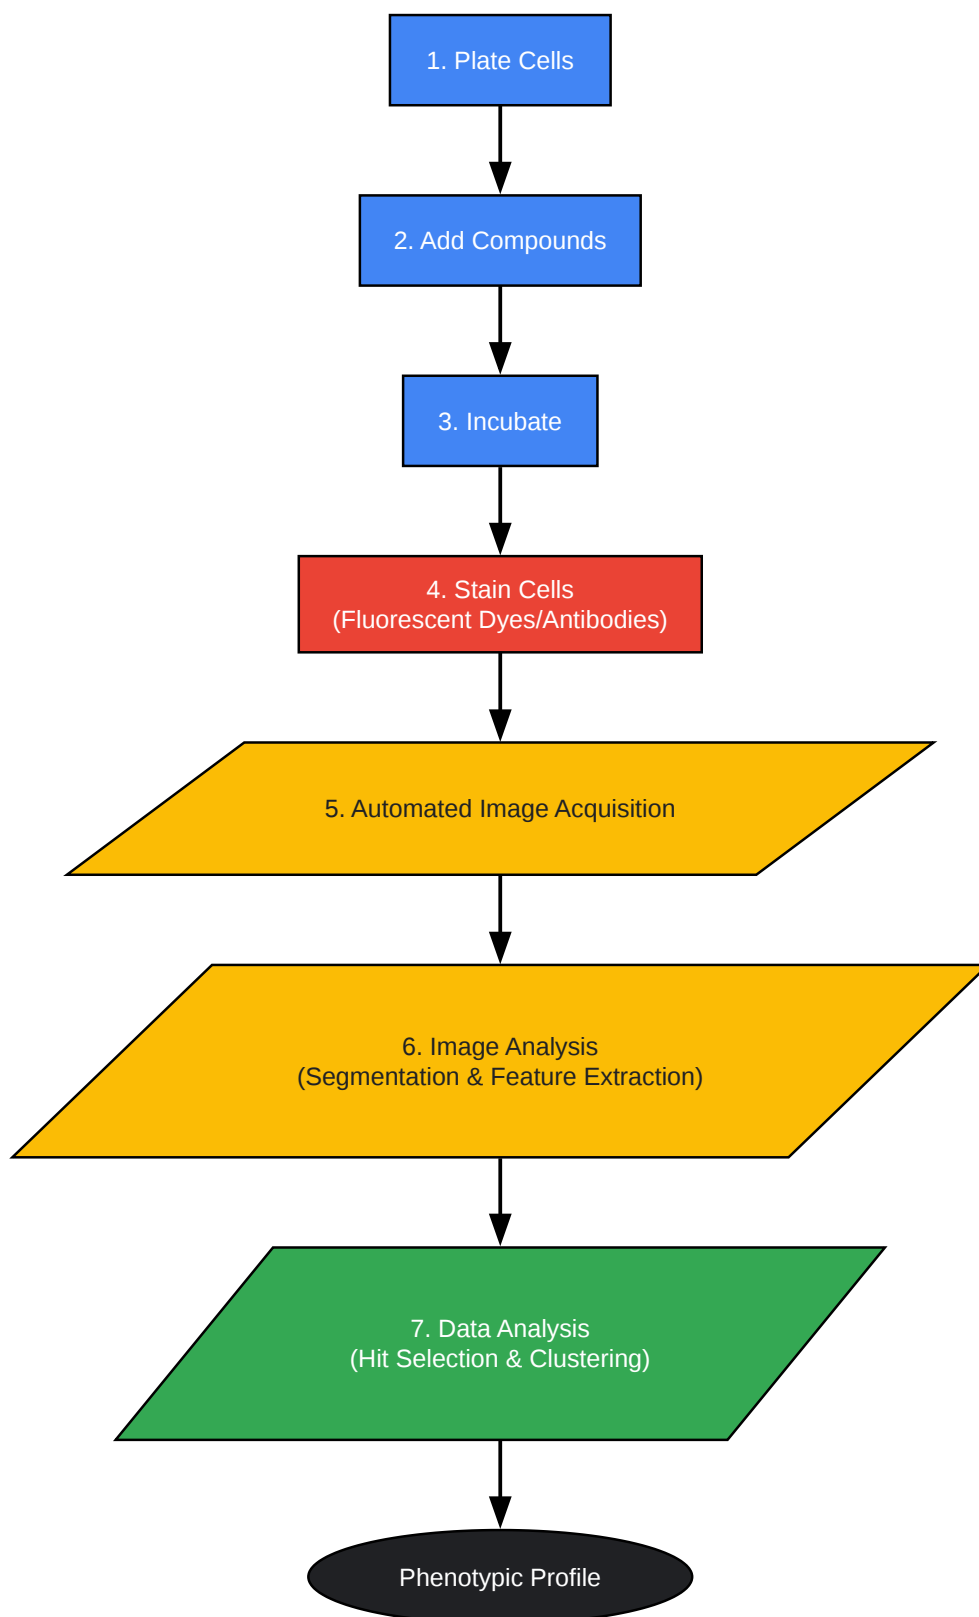 1. Plate Cells
2. Add Compounds
3. Incubate
4. Stain Cells
(Fluorescent Dyes/Antibodies)
5. Automated Image Acquisition
6. Image Analysis
(Segmentation & Feature Extraction)
7. Data Analysis
(Hit Selection & Clustering)
Phenotypic Profile